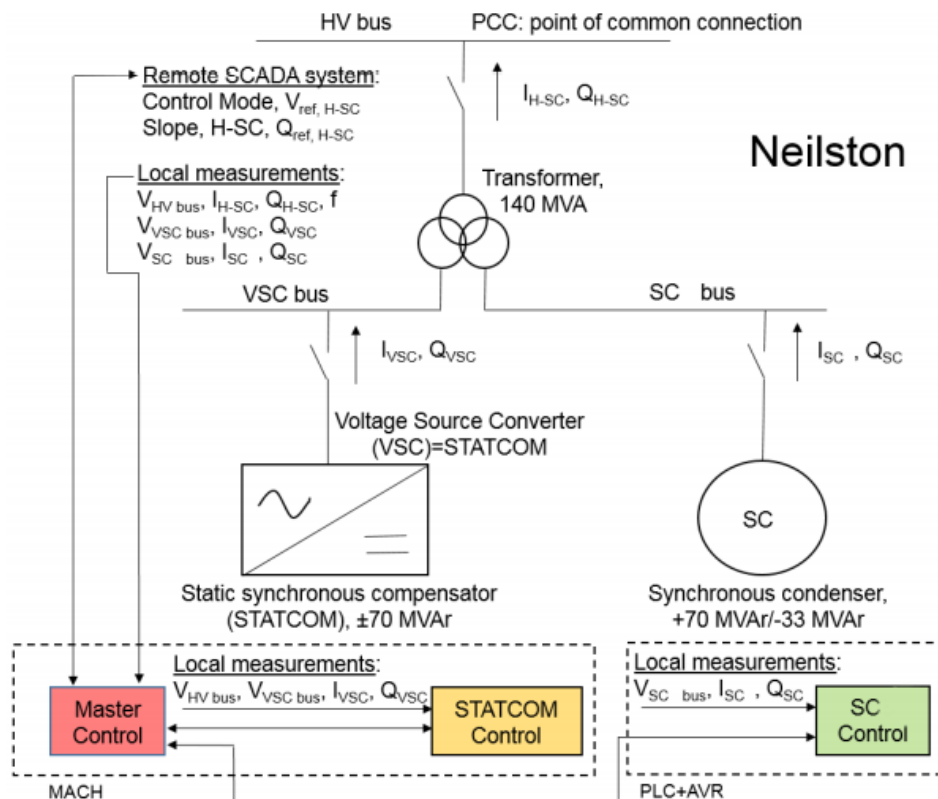 HV bus
PCC: point of common connection
Remote SCADA system:
Control Mode, Vref, H-SC
Slope, H-SC, Qref, H-SC
IH-SC, QH-SC
Neilston
Local measurements:
VHV bus, IH-SC, QH-SC, f
VVSC bus, IVSC, QVSC
VSC bus, ISC , QSC
Transformer,
140 MVA
VSC bus
SC bus
IVSC, QVSC
ISC , QSC
Voltage Source Converter
(VSC)=STATCOM
SC
Static synchronous compensator
(STATCOM), ±70 MVAr
Synchronous condenser,
+70 MVAr/-33 MVAr
Local measurements:
VHV bus, VVSC bus, IVSC, QVSC
Master
Control
STATCOM
Control
Local measurements:
VSC bus, ISC , QSC
SC
Control
MACH
PLC+AVR